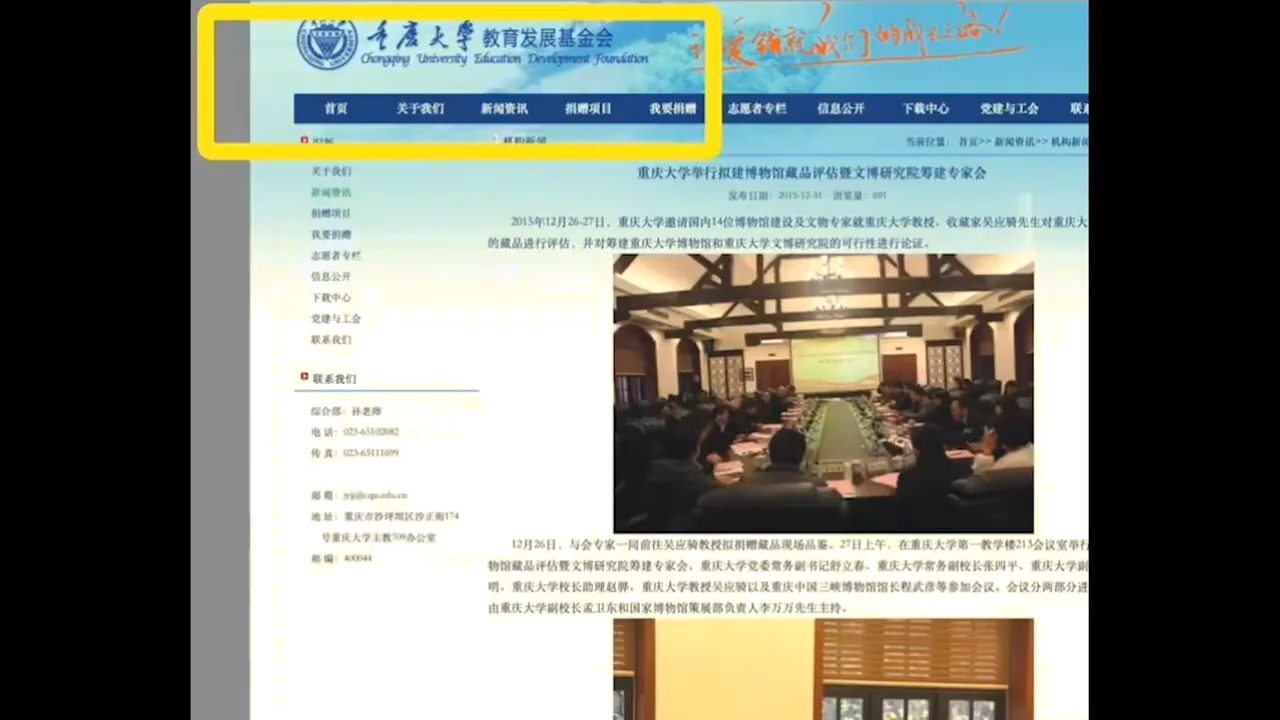 重庆大学 教育发展基金会
Chongqing University Education Development Foundation
首页 关于我们 新闻资讯 捐赠项目 我要捐赠 志愿者专栏 信息公开 下载中心 党建与工会 联系
机构新闻
当前位置： 首页>> 新闻资讯>> 机构新闻
关于我们
新闻资讯
捐赠项目
我要捐赠
志愿者专栏
信息公开
下载中心
党建与工会
联系我们
联系我们
综合部：孙老师
电 话：023-65102082
传 真：023-65111699
邮 箱：jyjj@cqu.edu.cn
地 址：重庆市沙坪坝区沙正街174
号重庆大学主教709办公室
邮 编：400044
重庆大学举行拟建博物馆藏品评估暨文博研究院筹建专家会
发布日期：2015-12-31 浏览量：691
2015年12月26-27日，重庆大学邀请国内14位博物馆建设及文物专家就重庆大学教授、收藏家吴应骑先生对重庆大
的藏品进行评估，并对筹建重庆大学博物馆和重庆大学文博研究院的可行性进行论证。
12月26日，与会专家一同前往吴应骑教授拟捐赠藏品现场品鉴。27日上午，在重庆大学第一教学楼213会议室举行
物馆藏品评估暨文博研究院筹建专家会。重庆大学党委常务副书记舒立春、重庆大学常务副校长张四平、重庆大学副
明、重庆大学校长助理赵骅、重庆大学教授吴应骑以及重庆中国三峡博物馆馆长程武彦等参加会议。会议分两部分进
由重庆大学副校长孟卫东和国家博物馆策展部负责人李万万先生主持。